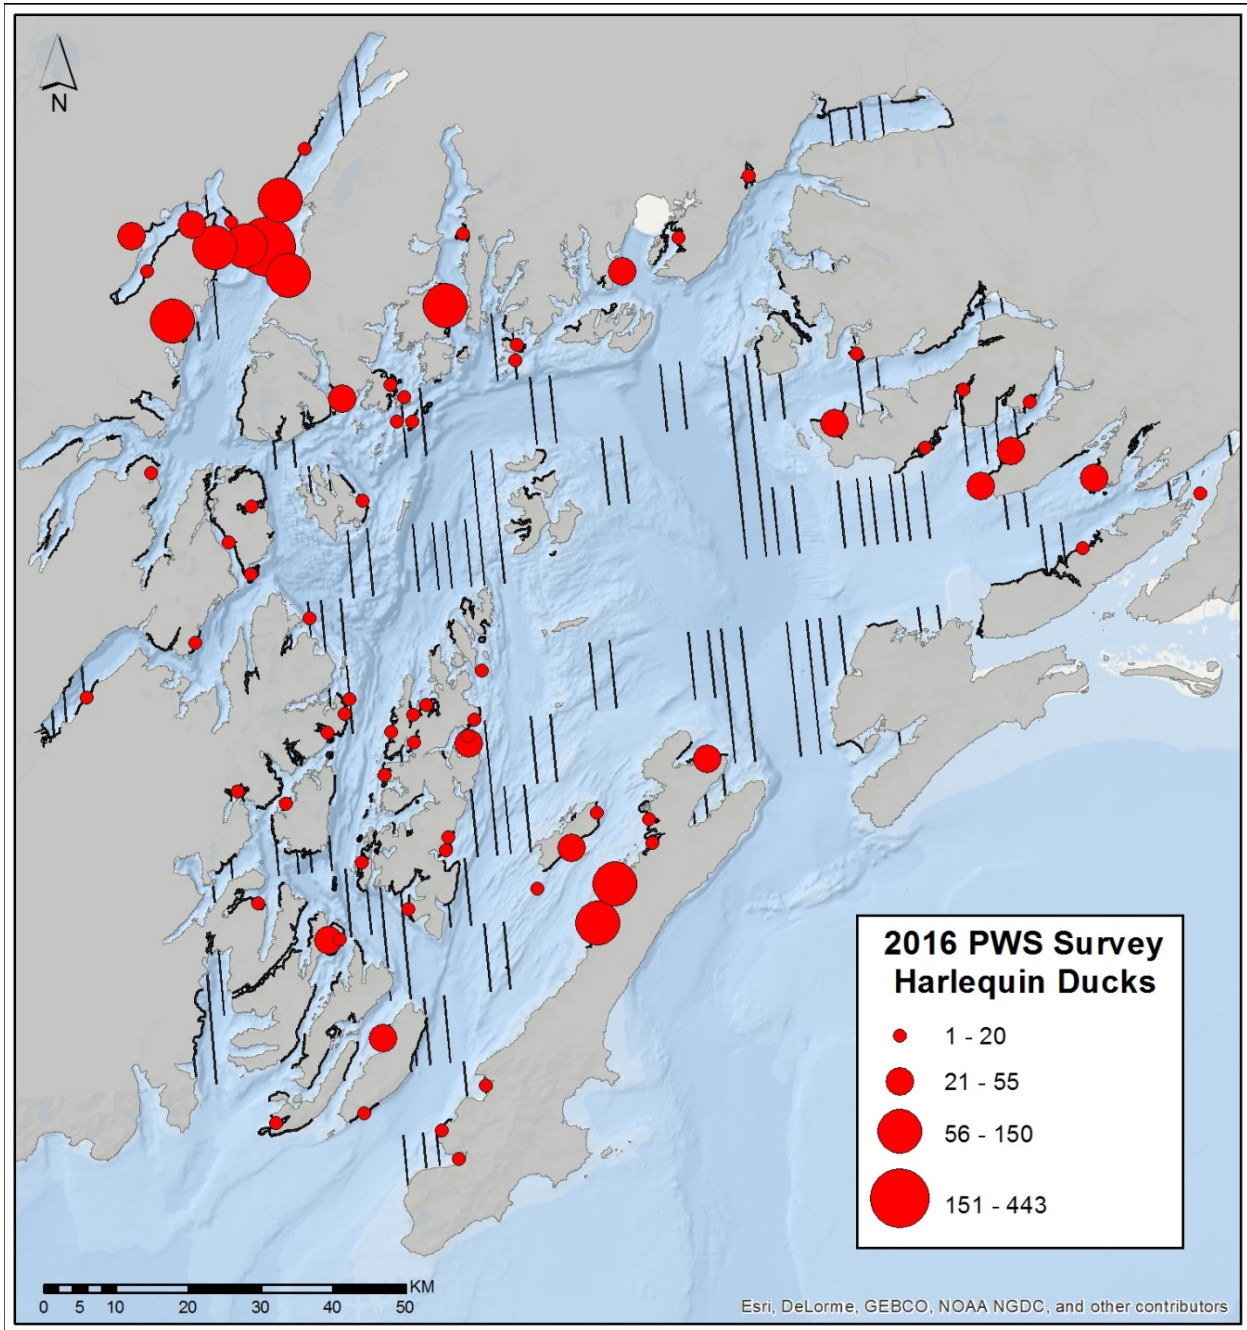 N
2016 PWS Survey
Harlequin Ducks
1 - 20
21 - 55
56 - 150
151 - 443
KM
0 5 10 20 30 40 50
Esri, DeLorme, GEBCO, NOAA NGDC, and other contributors